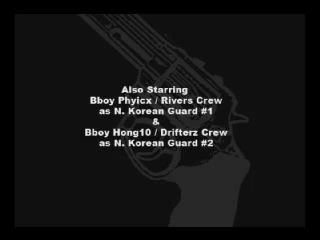 Also Starring
Bboy Phyicx / Rivers Crew
as N. Korean Guard #1
&
Bboy Hong10 / Drifterz Crew
as N. Korean Guard #2